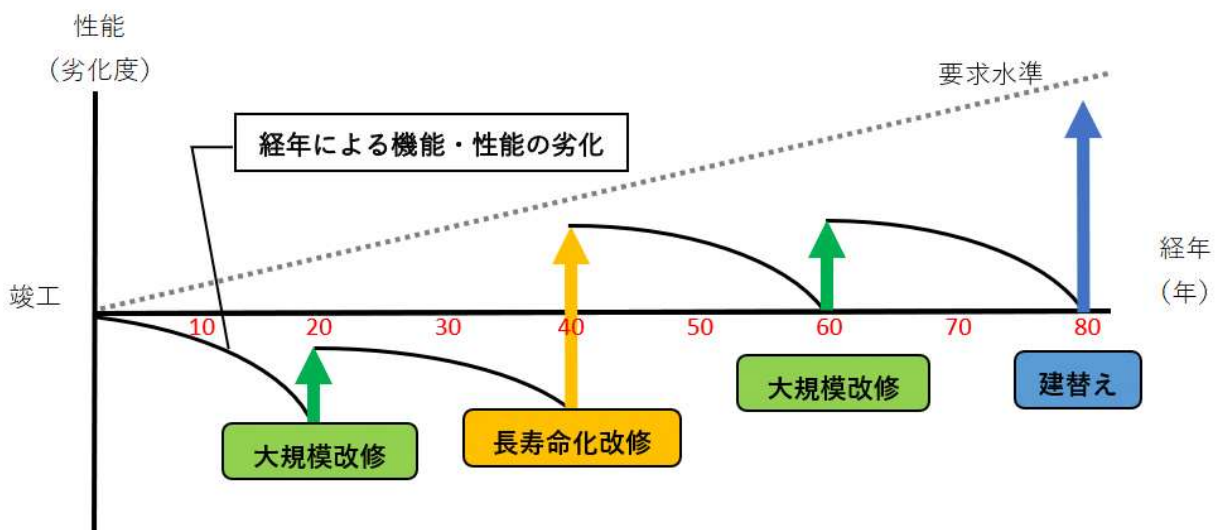 性能
（劣化度）
要求水準
経年による機能・性能の劣化
竣工
経年
（年）
10 20 30 40 50 60 70 80
大規模改修
長寿命化改修
大規模改修
建替え